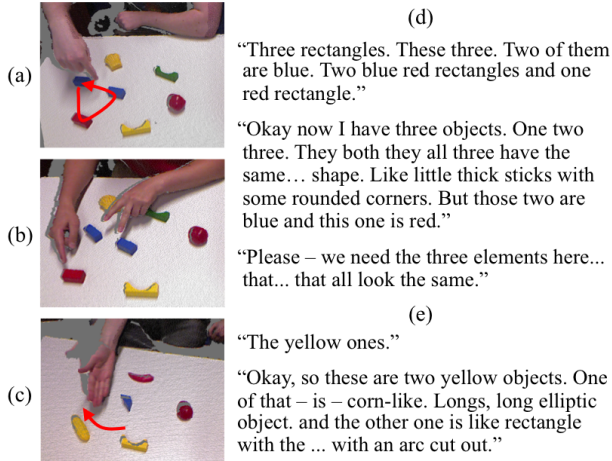 (a)
(b)
(c)
(d)
“Three rectangles. These three. Two of them
are blue. Two blue red rectangles and one
red rectangle.”
“Okay now I have three objects. One two
three. They both they all three have the
same… shape. Like little thick sticks with
some rounded corners. But those two are
blue and this one is red.”
“Please – we need the three elements here...
that... that all look the same.”
(e)
“The yellow ones.”
“Okay, so these are two yellow objects. One
of that – is – corn-like. Longs, long elliptic
object. and the other one is like rectangle
with the ... with an arc cut out.”